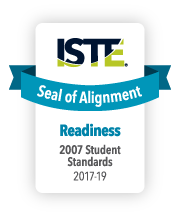 ISTE®
Seal of Alignment
Readiness
2007 Student
Standards
2017-19